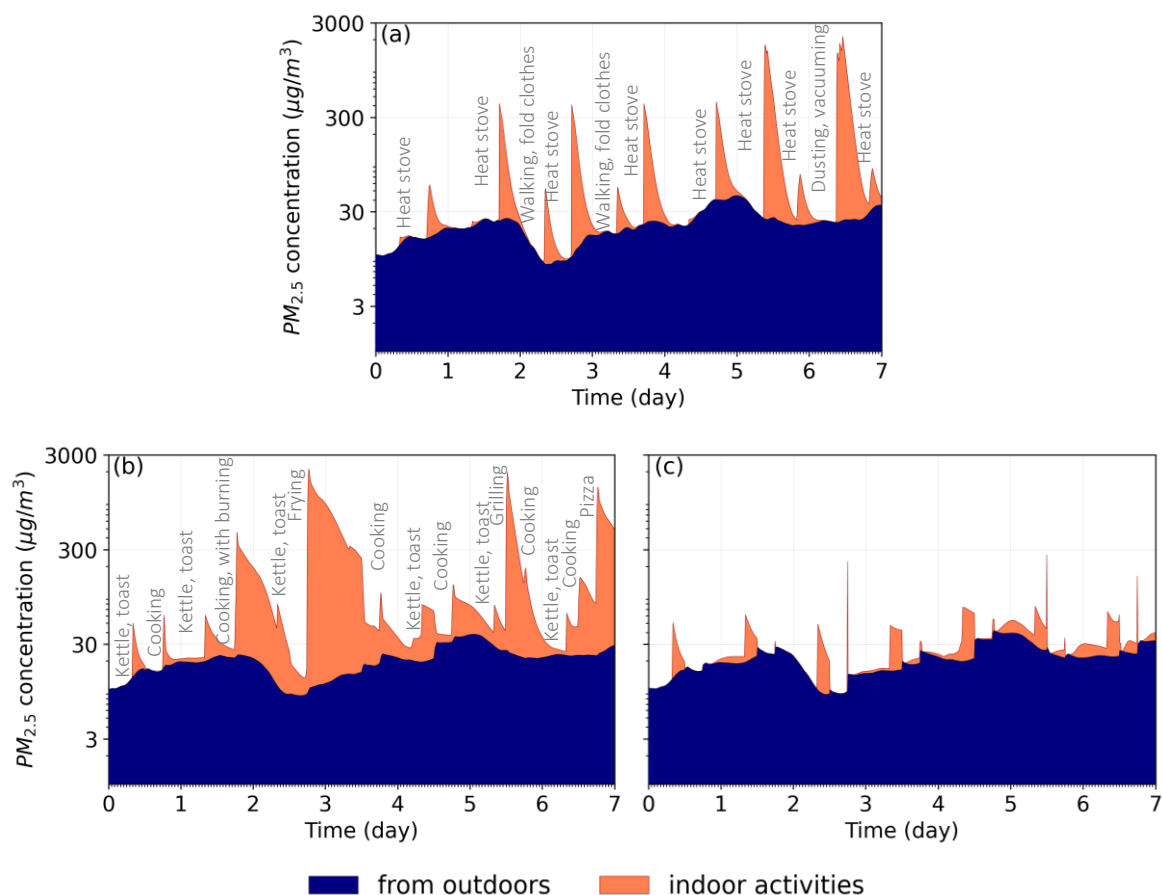 3000
(a)
300
30
3
PM2.5 concentration (μg/m3)
Heat stove
Heat stove
Walking, fold clothes
Heat stove
Walking, fold clothes
Heat stove
Heat stove
Heat stove
Heat stove
Dusting, vacuuming
Heat stove
0 1 2 3 4 5 6 7
Time (day)
3000
(b)
300
30
3
PM2.5 concentration (μg/m3)
Kettle, toast
Cooking
Kettle, toast
Cooking, with burning
Kettle, toast
Frying
Cooking
Kettle, toast
Cooking
Kettle, toast
Grilling
Cooking
Kettle, toast
Cooking
Pizza
0 1 2 3 4 5 6 7
Time (day)
(c)
0 1 2 3 4 5 6 7
Time (day)
from outdoors
indoor activities